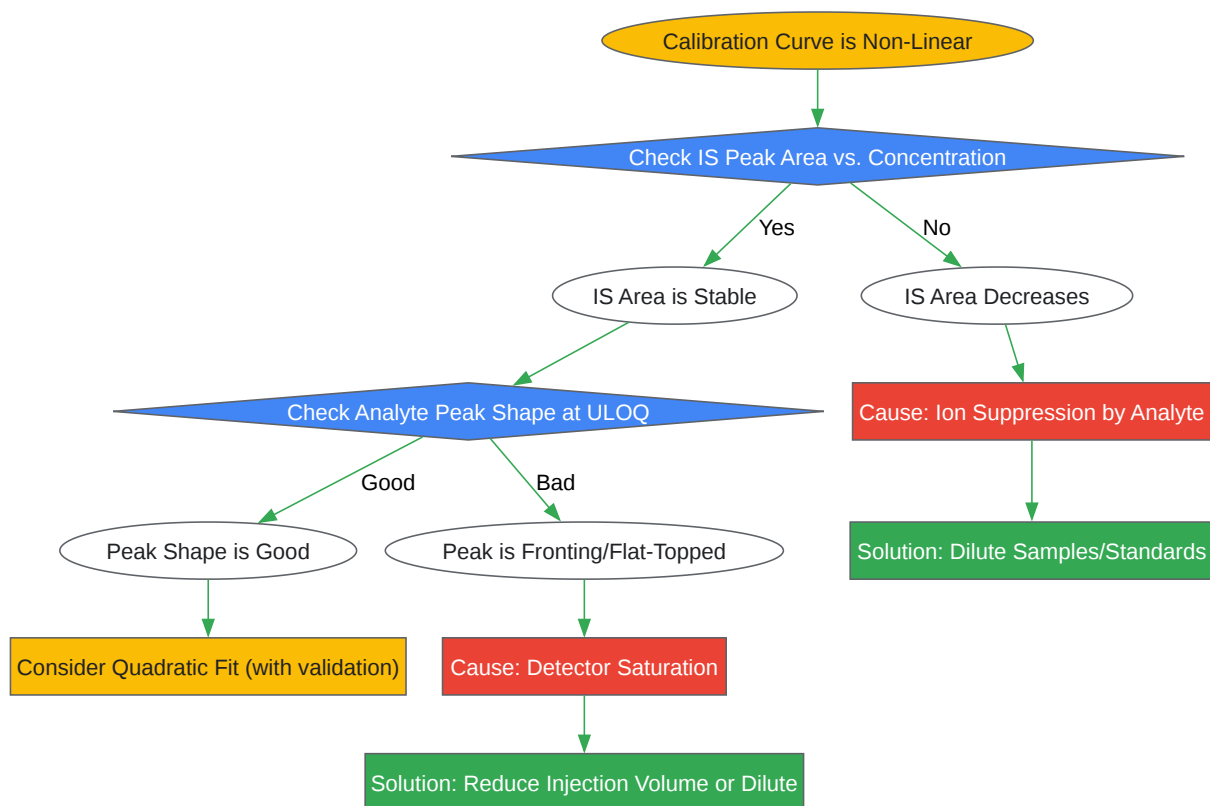 Calibration Curve is Non-Linear
Check IS Peak Area vs. Concentration
Yes
No
IS Area is Stable
IS Area Decreases
Check Analyte Peak Shape at ULOQ
Cause: Ion Suppression by Analyte
Good
Bad
Peak Shape is Good
Peak is Fronting/Flat-Topped
Solution: Dilute Samples/Standards
Consider Quadratic Fit (with validation)
Cause: Detector Saturation
Solution: Reduce Injection Volume or Dilute